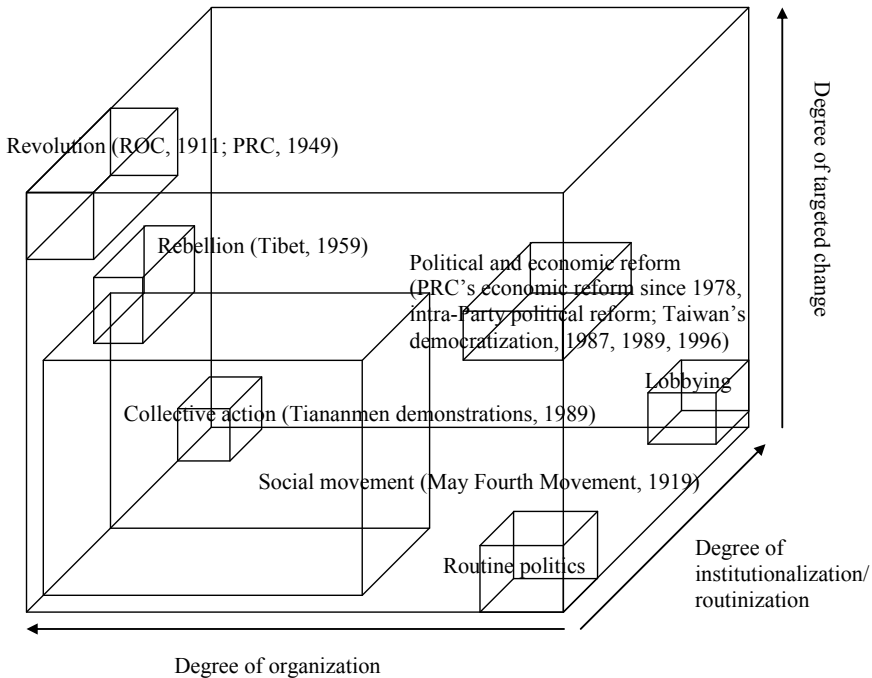 Revolution (ROC, 1911; PRC, 1949)
Degree of targeted change
Rebellion (Tibet, 1959)
Political and economic reform
(PRC’s economic reform since 1978,
intra-Party political reform; Taiwan’s
democratization, 1987, 1989, 1996)
Lobbying
Collective action (Tiananmen demonstrations, 1989)
Social movement (May Fourth Movement, 1919)
Routine politics
Degree of
institutionalization/
routinization
Degree of organization